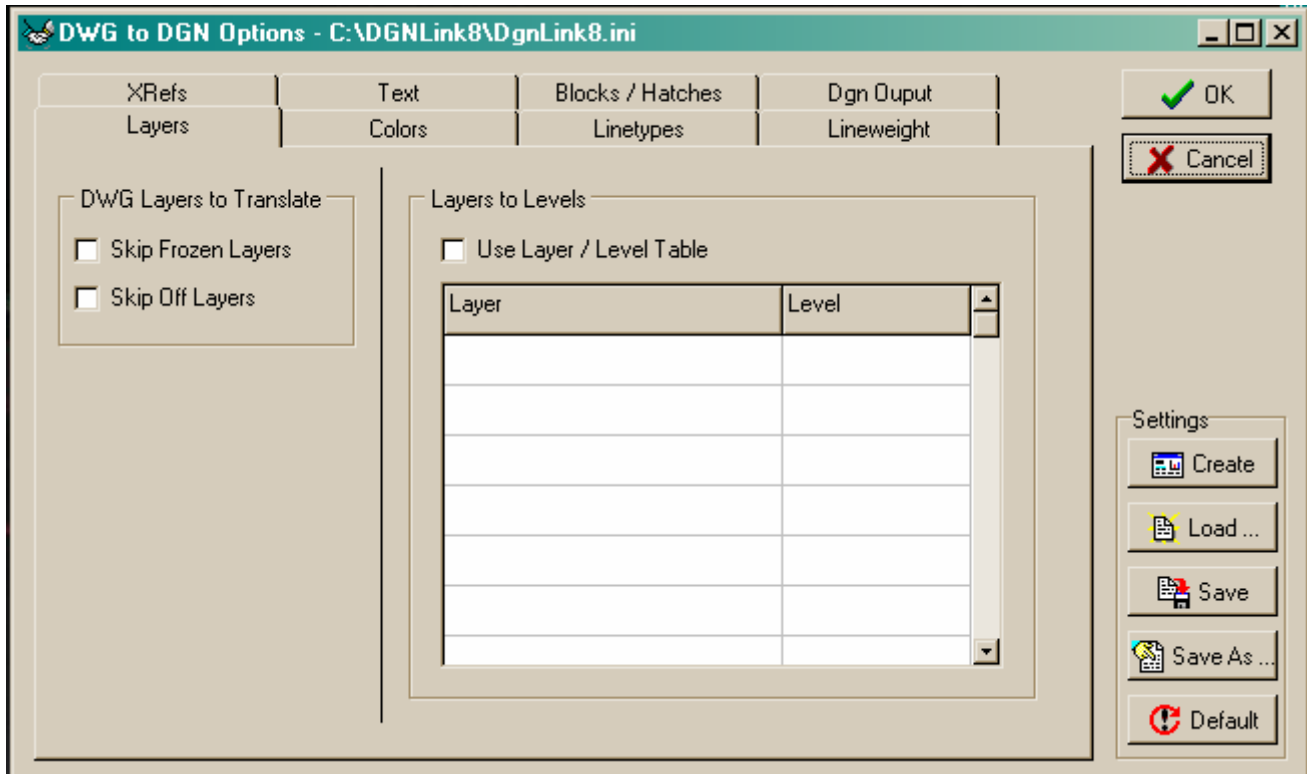 DWG to DGN Options - C:\DGNLink8\DgnLink8.ini
XRefs Text Blocks / Hatches Dgn Ouput
Layers Colors Linetypes Lineweight
OK
Cancel
DWG Layers to Translate
Skip Frozen Layers
Skip Off Layers
Layers to Levels
Use Layer / Level Table
Layer Level
Settings
Create
Load ...
Save
Save As ...
Default